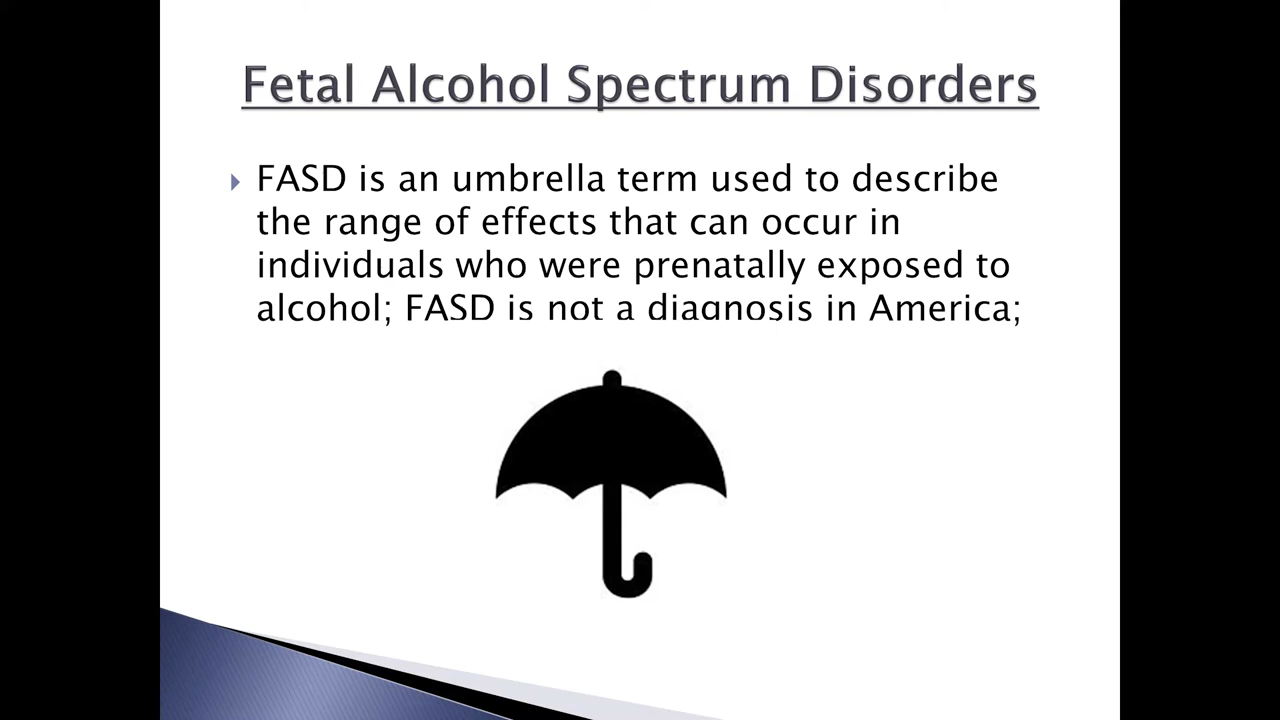 Fetal Alcohol Spectrum Disorders
FASD is an umbrella term used to describe
the range of effects that can occur in
individuals who were prenatally exposed to
alcohol; FASD is not a diagnosis in America;